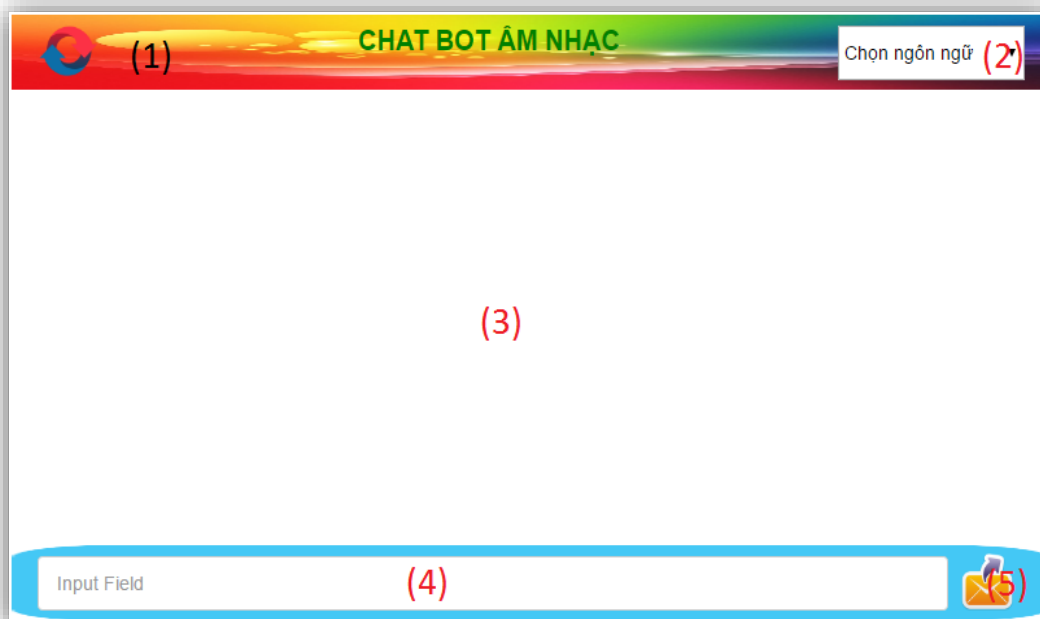 CHAT BOT ÂM NHẠC
(1)
Chọn ngôn ngữ (2)
(3)
Input Field (4)
(5)